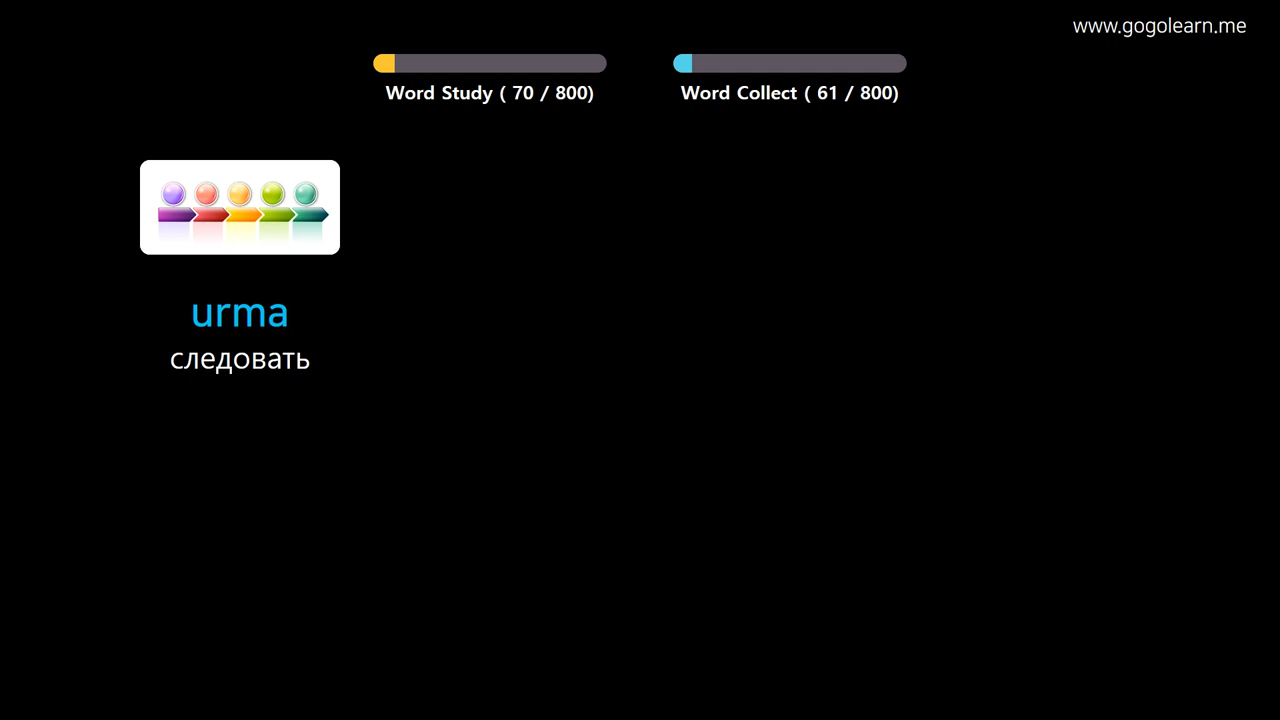 www.gogolearn.me
Word Study ( 70 / 800)
Word Collect ( 61 / 800)
urma
следовать